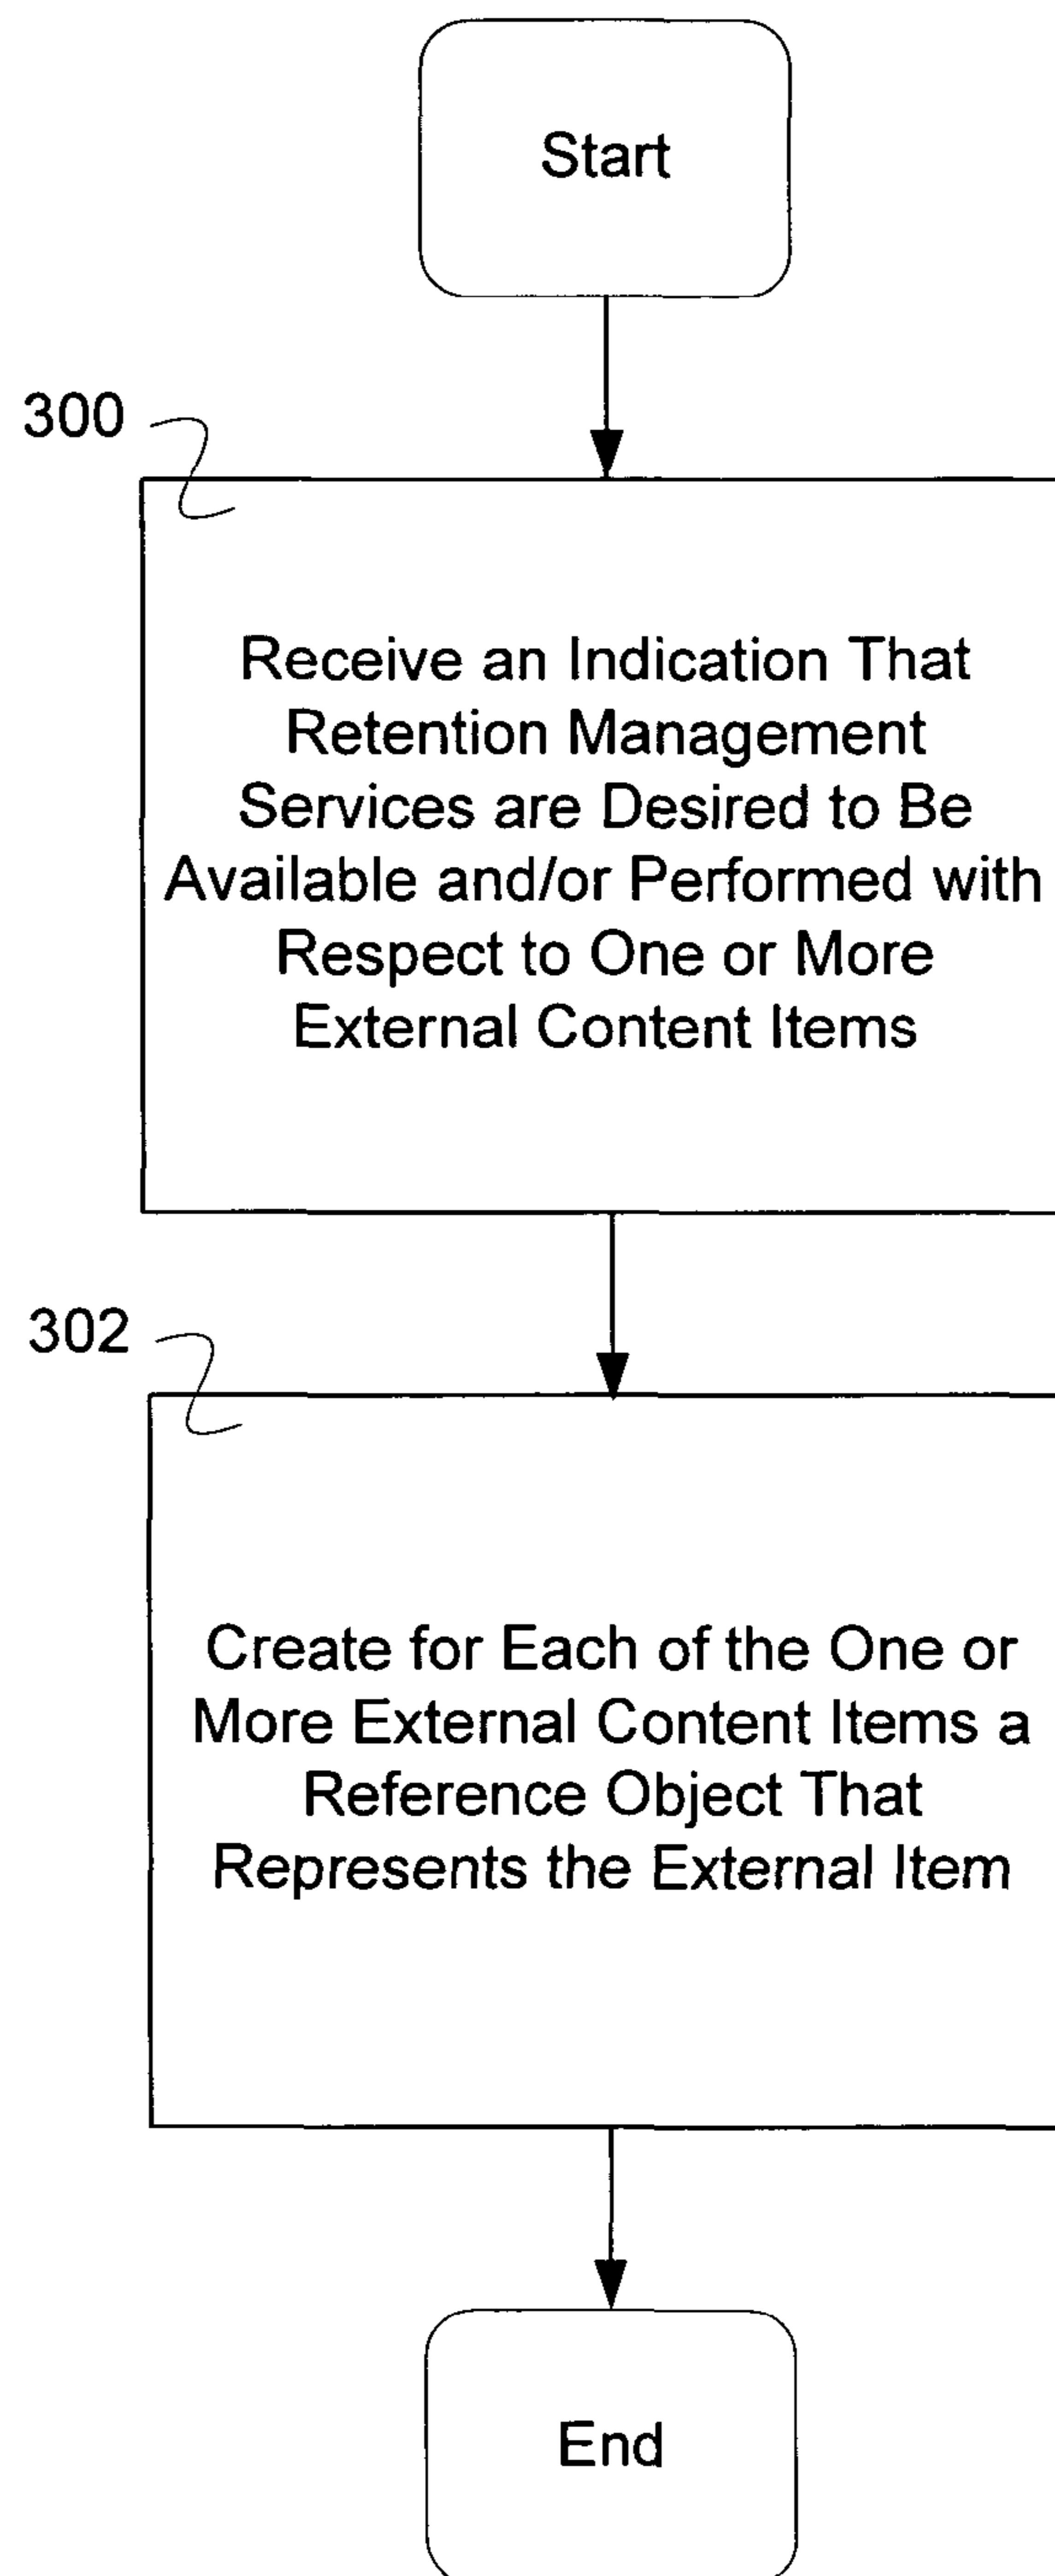 Start
300
Receive an Indication That
Retention Management
Services are Desired to Be
Available and/or Performed with
Respect to One or More
External Content Items
302
Create for Each of the One or
More External Content Items a
Reference Object That
Represents the External Item
End